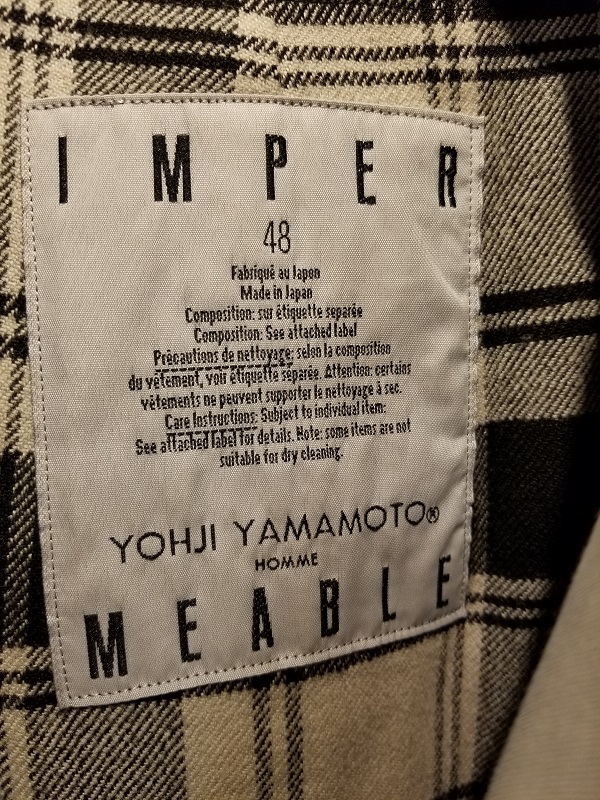 IMPER
48
Fabriqué au Japon
Made in Japan
Composition: sur étiquette separée
Composition: See attached label
Précautions de nettoyage: selon la composition
du vêtement, voir étiquette séparée. Attention: certains
vêtements ne peuvent supporter le nettoyage à sec.
Care Instructions: Subject to individual item:
See attached label for details. Note: some items are not
suitable for dry cleaning.
YOHJI YAMAMOTO®
HOMME
MEABLE